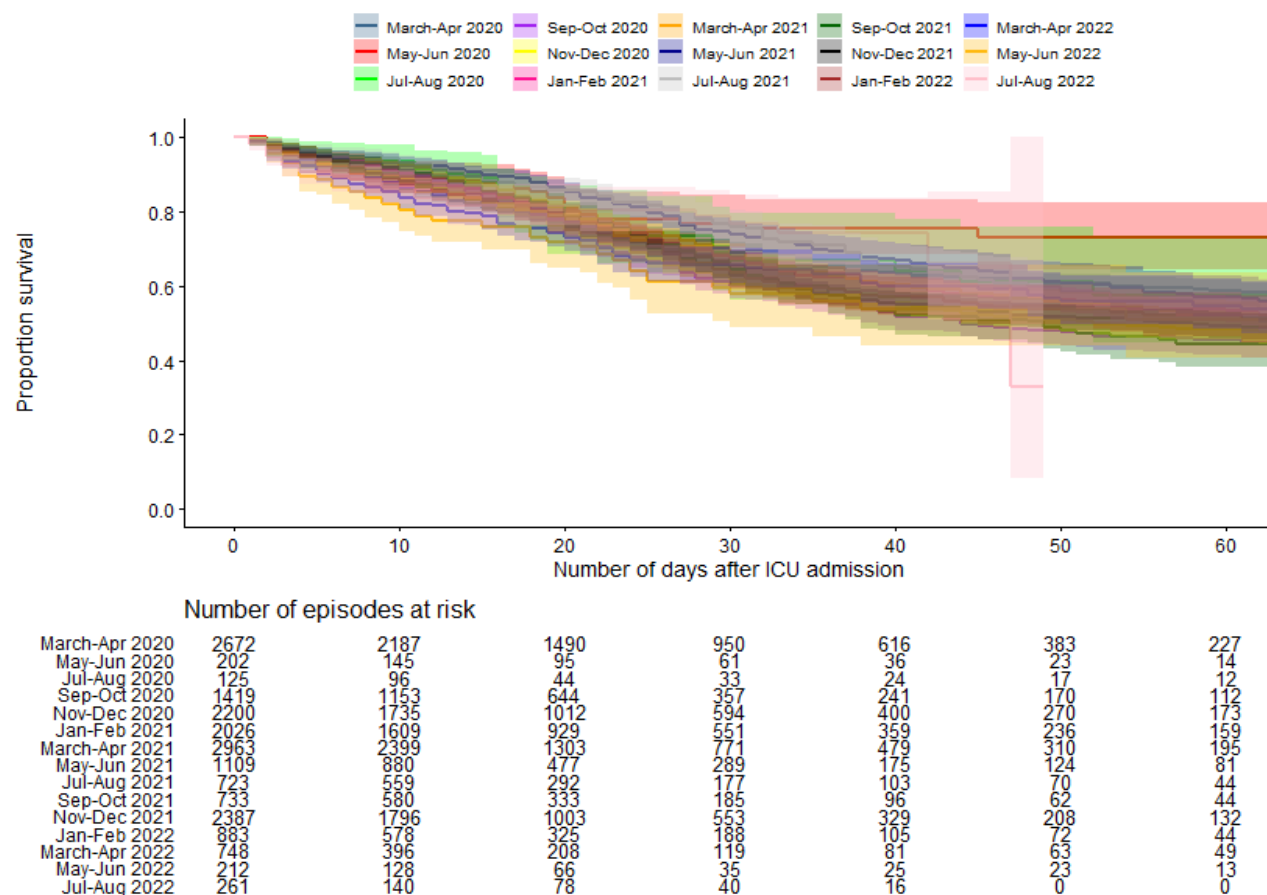 March-Apr 2020 Sep-Oct 2020 March-Apr 2021 Sep-Oct 2021 March-Apr 2022
May-Jun 2020 Nov-Dec 2020 May-Jun 2021 Nov-Dec 2021 May-Jun 2022
Jul-Aug 2020 Jan-Feb 2021 Jul-Aug 2021 Jan-Feb 2022 Jul-Aug 2022
Proportion survival
1.0
0.8
0.6
0.4
0.2
0.0
0 10 20 30 40 50 60
Number of days after ICU admission
Number of episodes at risk
March-Apr 2020 2672 2187 1490 950 616 383 227
May-Jun 2020 202 145 95 61 36 23 14
Jul-Aug 2020 125 96 44 33 24 17 12
Sep-Oct 2020 1419 1153 644 357 241 170 112
Nov-Dec 2020 2200 1735 1012 594 400 270 173
Jan-Feb 2021 2026 1609 929 551 359 236 159
March-Apr 2021 2963 2399 1303 771 479 310 195
May-Jun 2021 1109 880 477 289 175 124 81
Jul-Aug 2021 723 559 292 177 103 70 44
Sep-Oct 2021 733 580 333 185 96 62 44
Nov-Dec 2021 2387 1796 1003 553 329 208 132
Jan-Feb 2022 883 578 325 188 105 72 44
March-Apr 2022 748 396 208 119 81 63 49
May-Jun 2022 212 128 66 35 25 23 13
Jul-Aug 2022 261 140 78 40 16 0 0